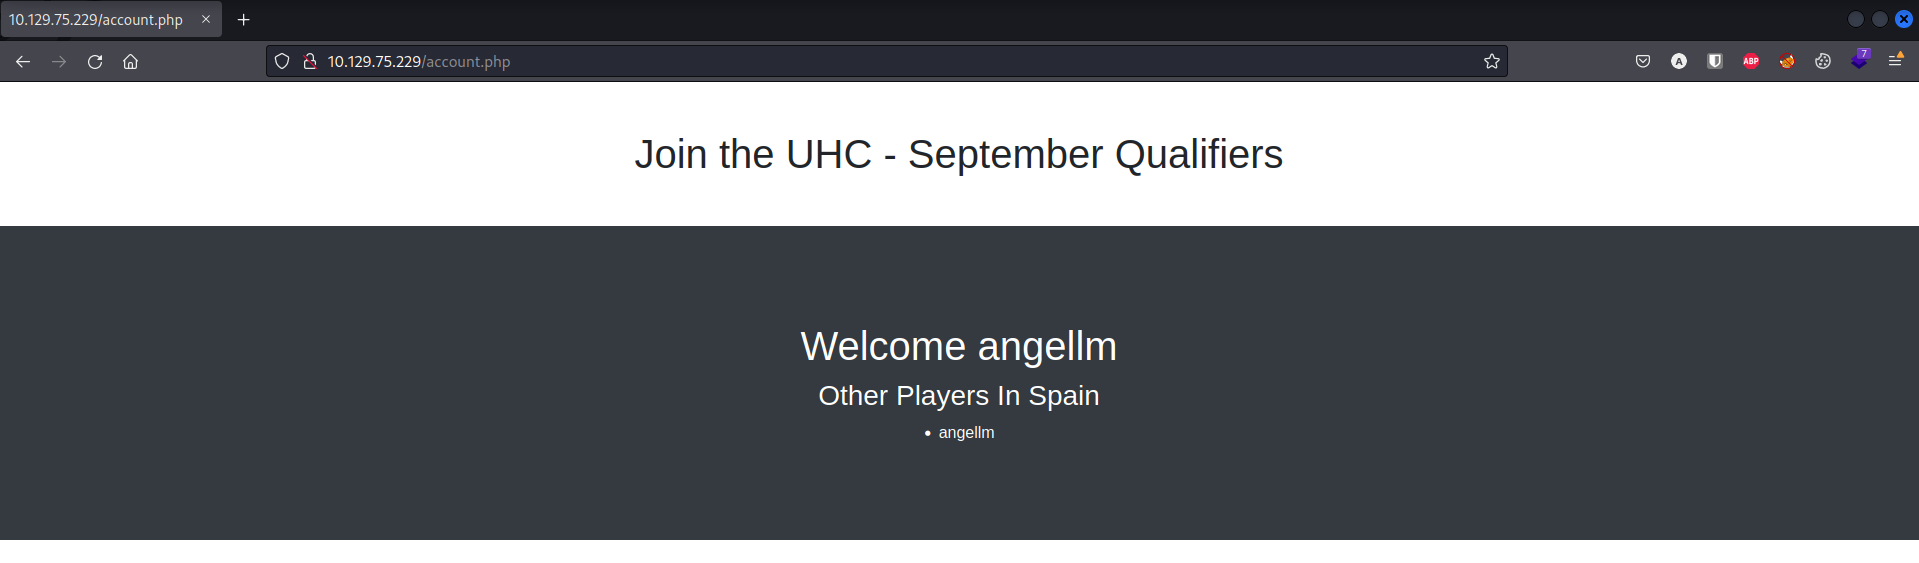 10.129.75.229/account.php
10.129.75.229/account.php
ABP
7
A
Join the UHC - September Qualifiers
Welcome angellm
Other Players In Spain
• angellm